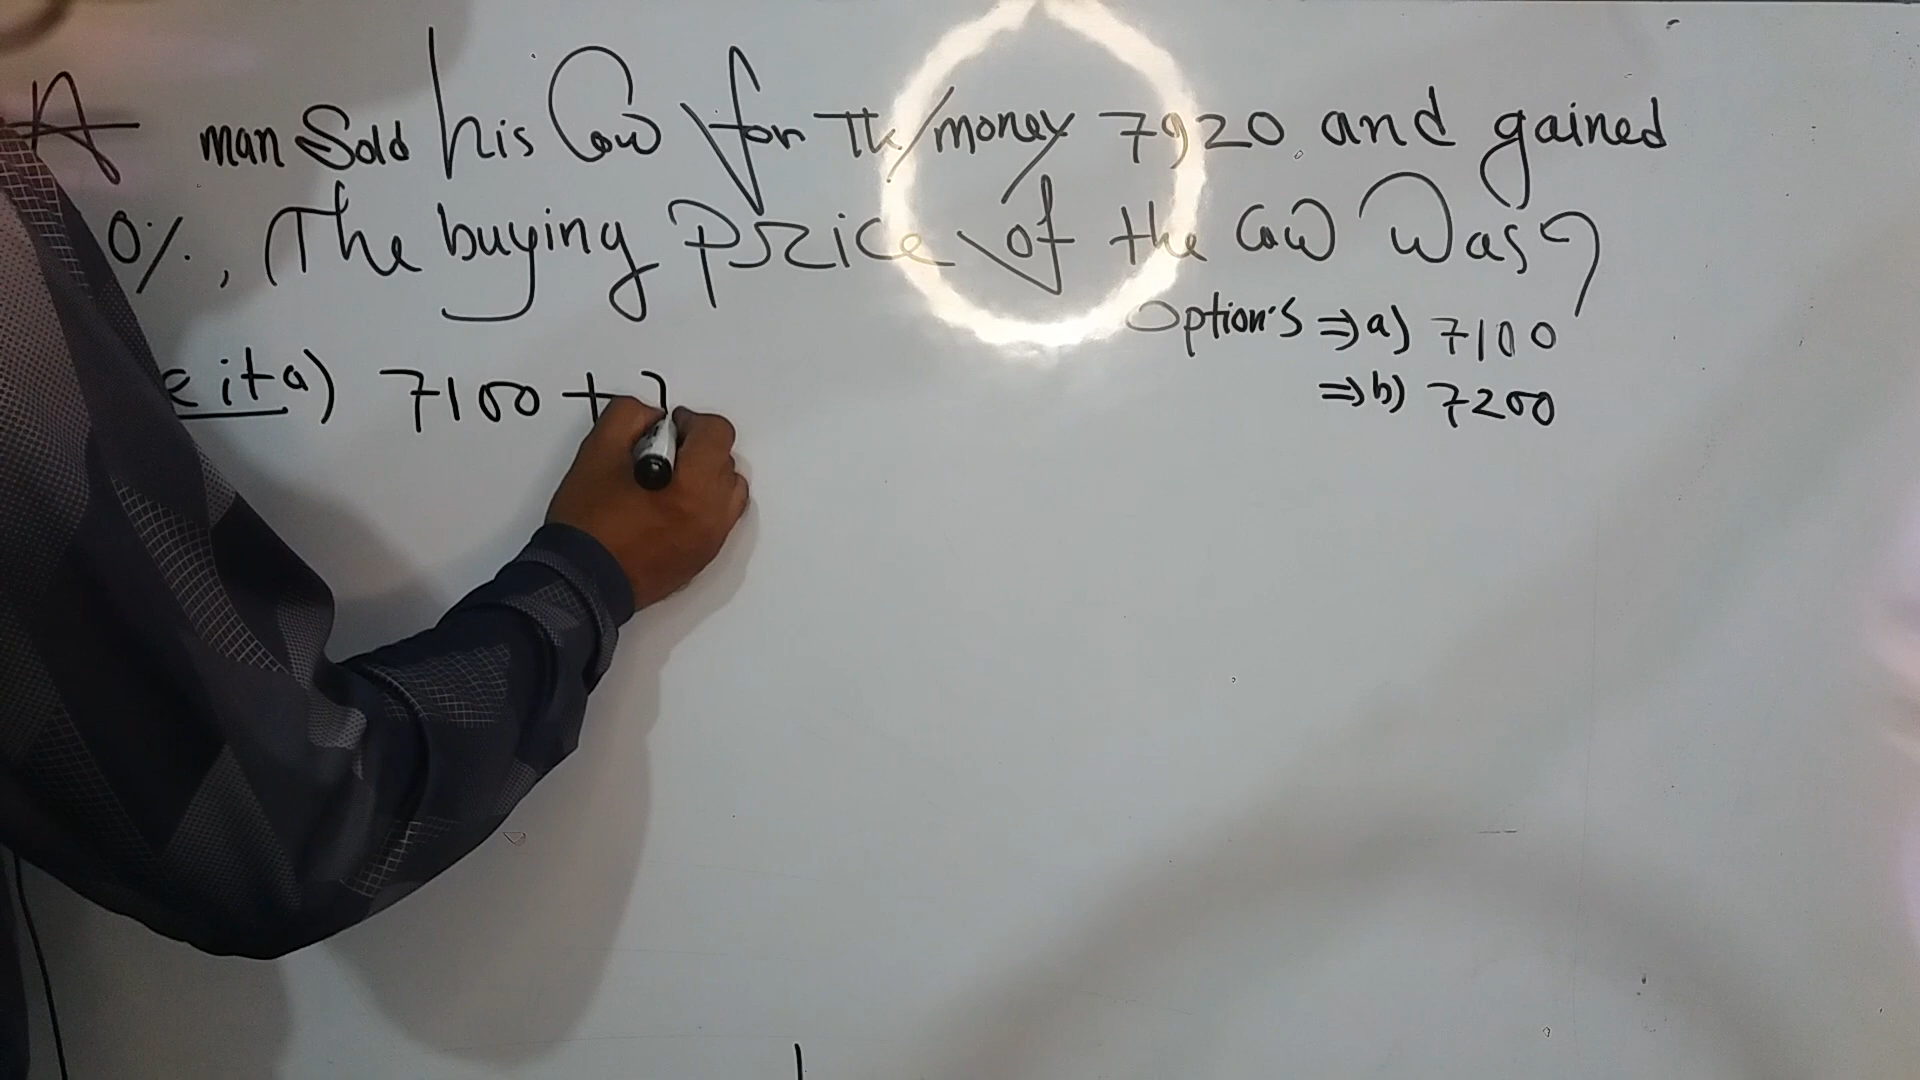 A man Sold his Cow for Tk/money 7920 and gained
0%, The buying price of the Cow Was?
Option's ⇒ a) 7100
⇒ b) 7200
it a) 7100 +